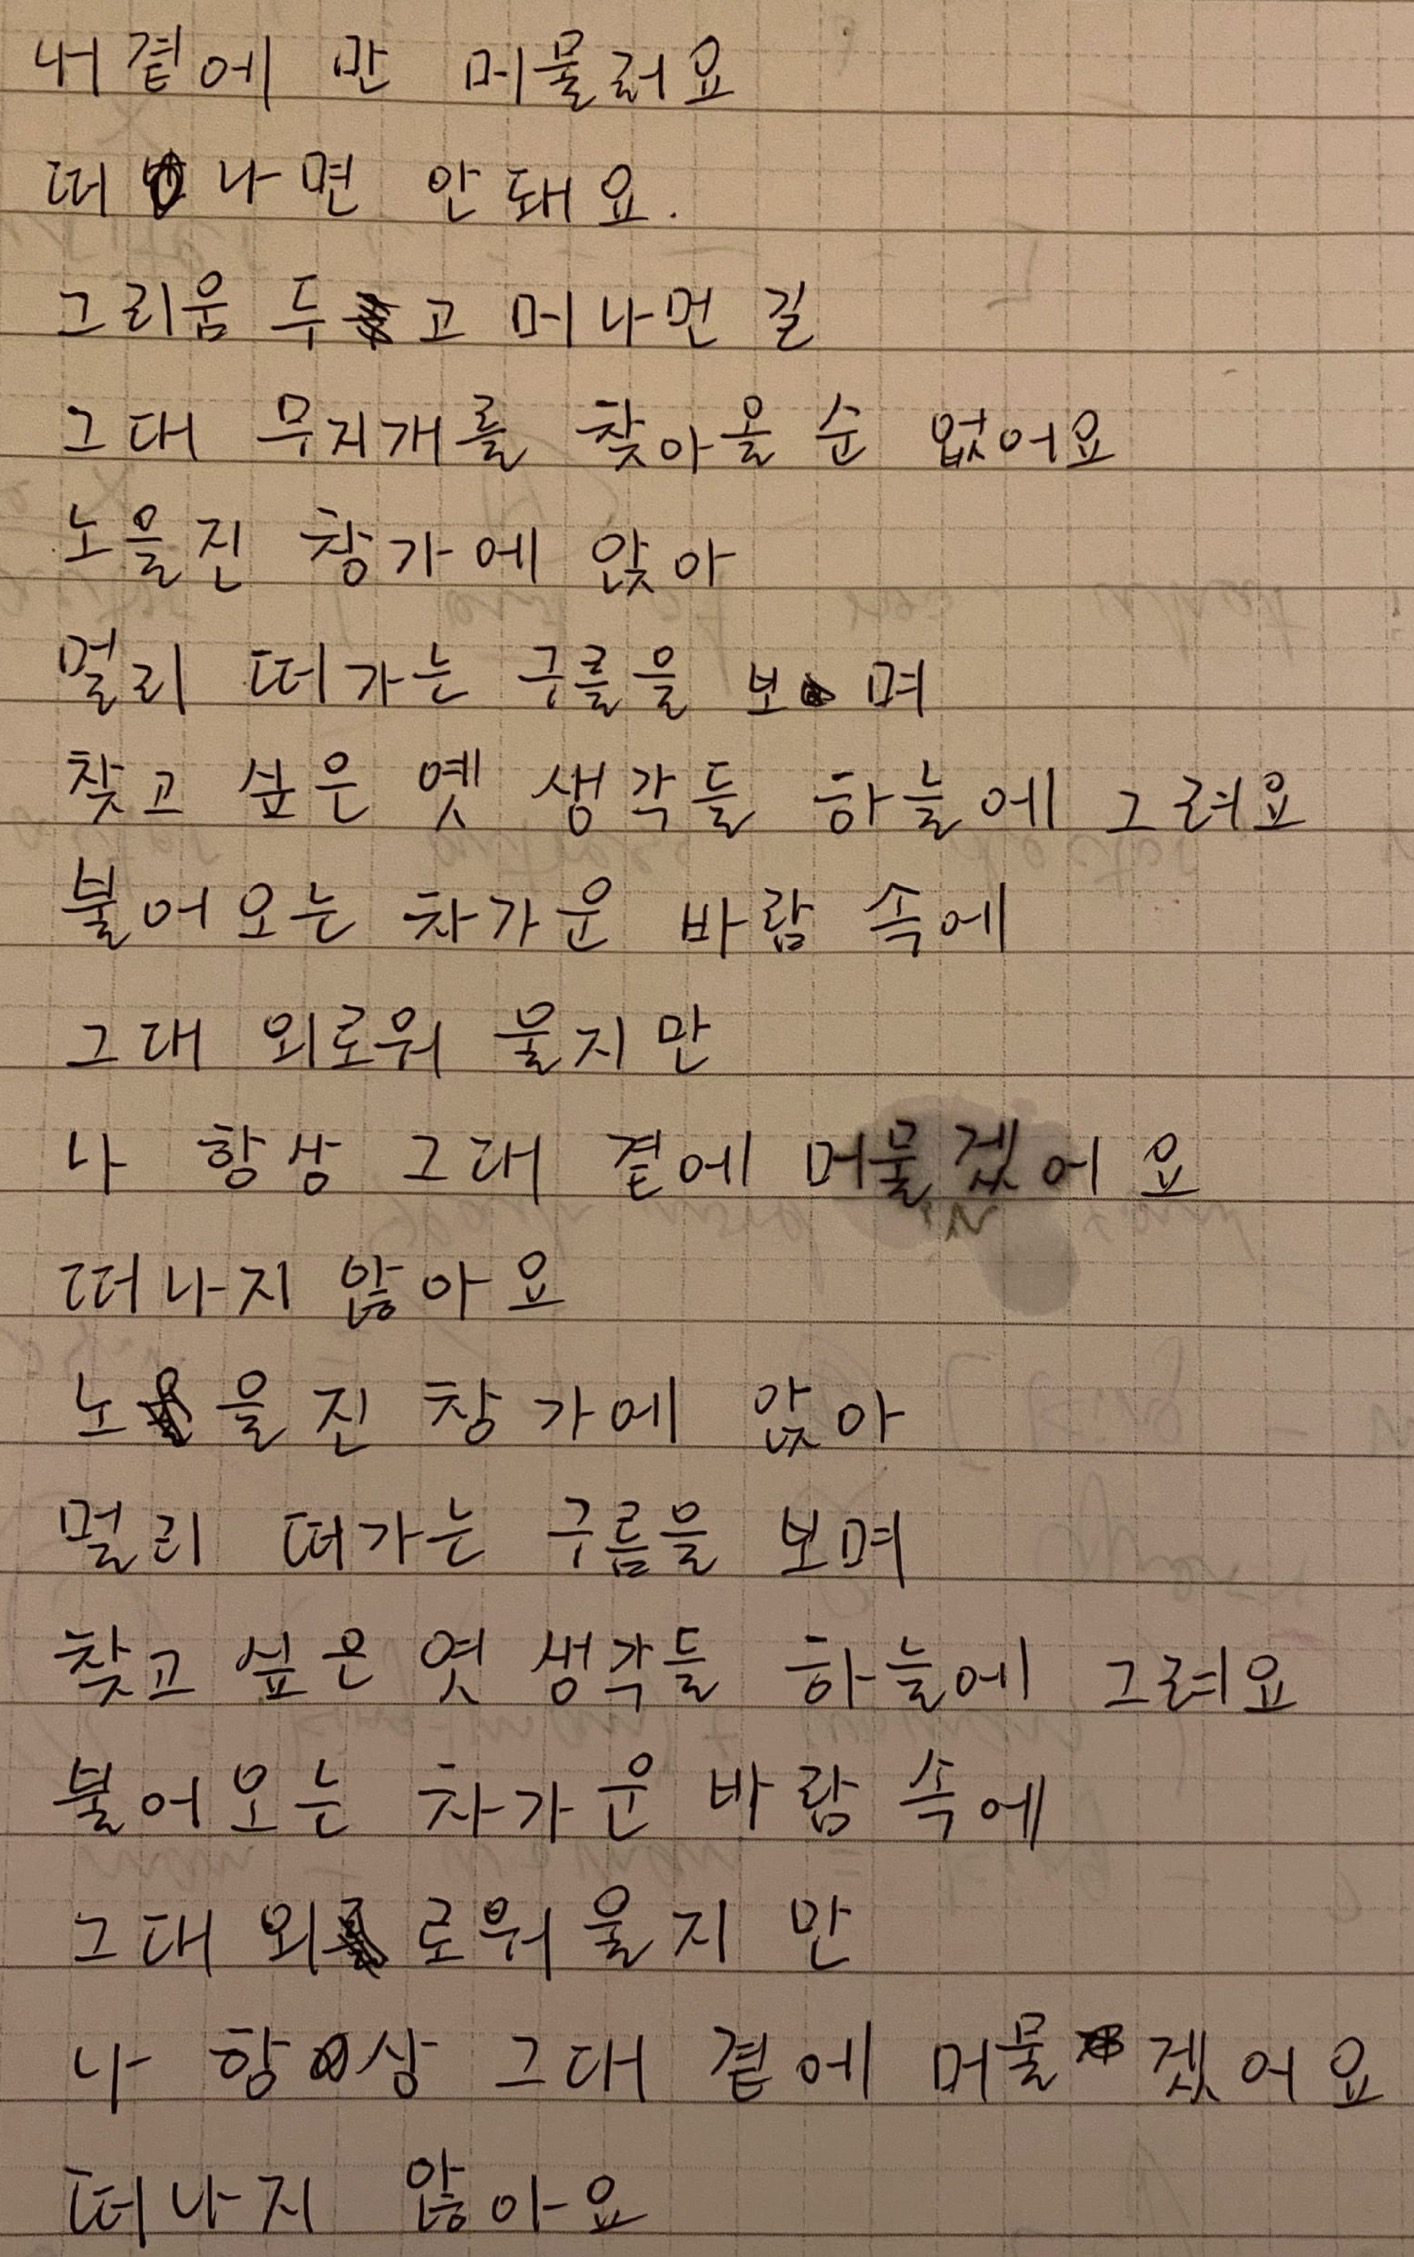 내 곁에 만 머물러요
떠나면 안돼요.
그리움 두고 머나먼 길
그대 무지개를 찾아올 순 없어요
노을진 창가에 앉아
멀리 떠가는 구름을 보며
찾고 싶은 옛 생각들 하늘에 그려요
불어오는 차가운 바람 속에
그대 외로워 울지만
나 항상 그대 곁에 머물겠어요
떠나지 않아요
노을진 창가에 앉아
멀리 떠가는 구름을 보며
찾고 싶은 엿 생각들 하늘에 그려요
불어오는 차가운 바람 속에
그대 외로워 울지만
나 항상 그대 곁에 머물겠어요
떠나지 않아요